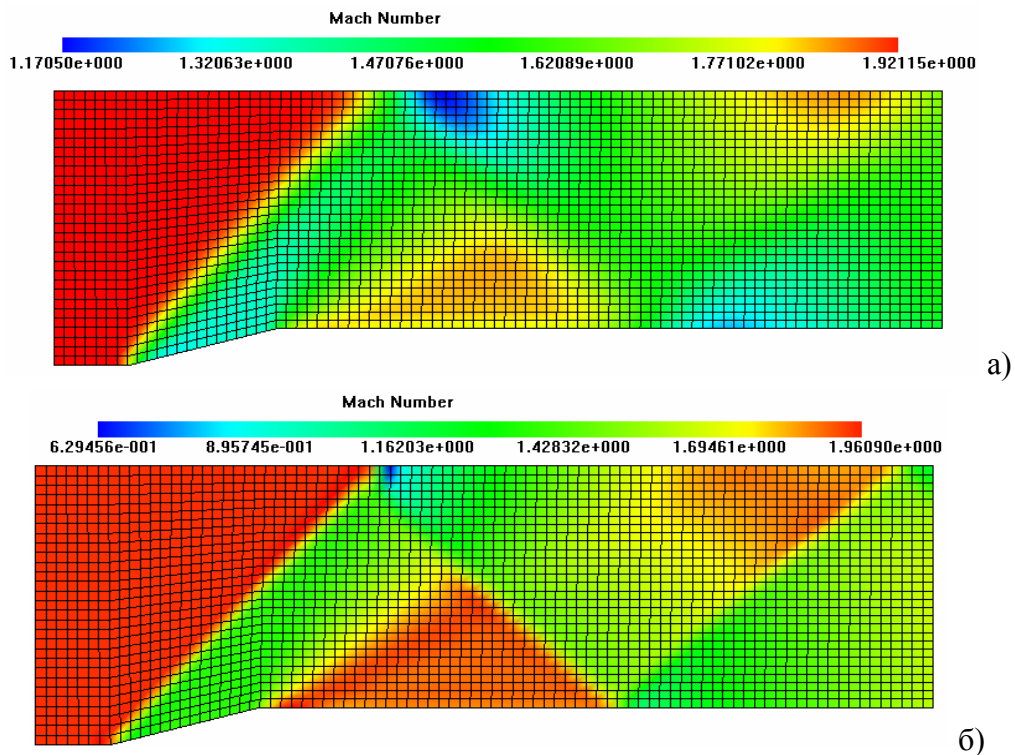 Mach Number
1.17050e+000 1.32063e+000 1.47076e+000 1.62089e+000 1.77102e+000 1.92115e+000
а)
Mach Number
6.29456e-001 8.95745e-001 1.16203e+000 1.42832e+000 1.69461e+000 1.96090e+000
б)